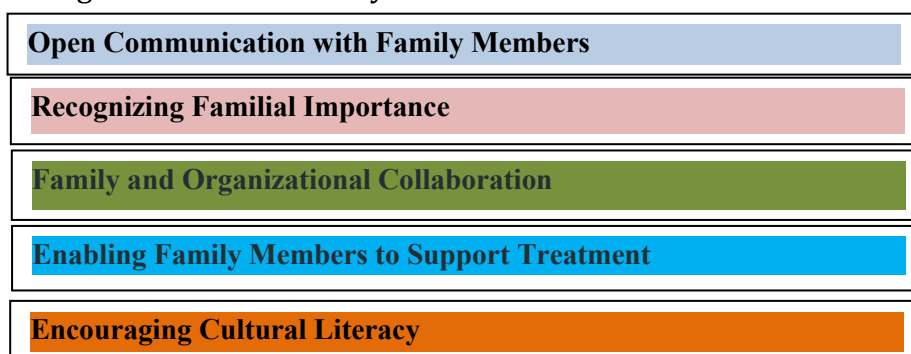 Open Communication with Family Members
Recognizing Familial Importance
Family and Organizational Collaboration
Enabling Family Members to Support Treatment
Encouraging Cultural Literacy